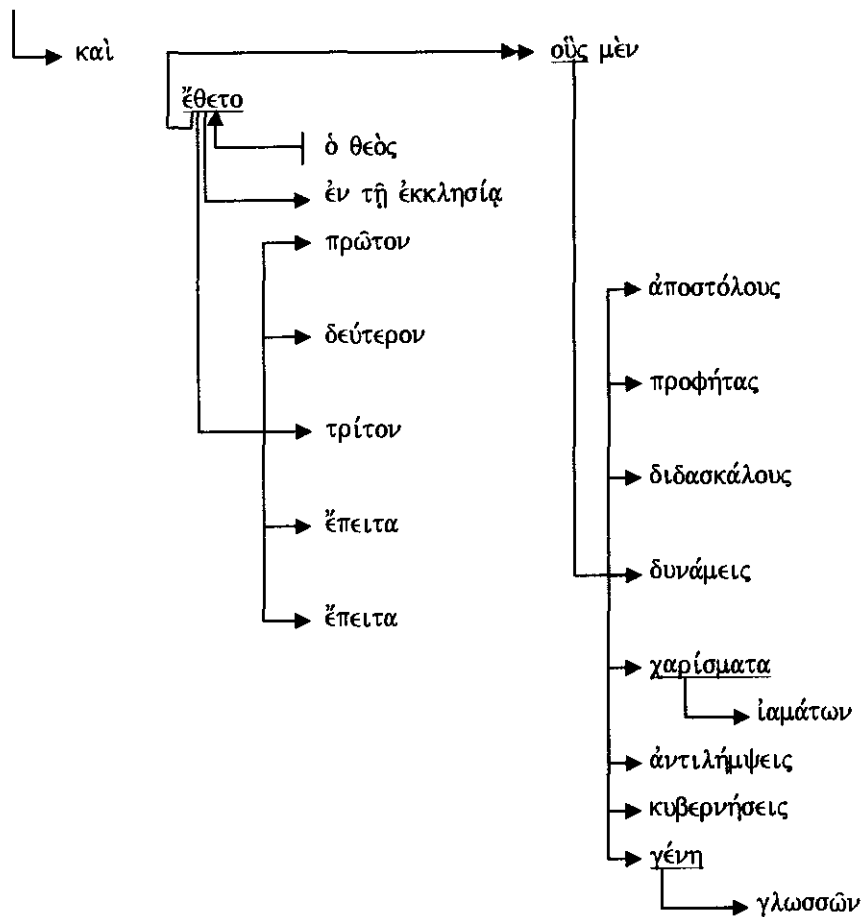 καὶ οὓς μὲν
ἔθετο
ὁ θεὸς
ἐν τῇ ἐκκλησίᾳ
πρῶτον
ἀποστόλους
δεύτερον
προφήτας
τρίτον
διδασκάλους
ἔπειτα
δυνάμεις
ἔπειτα
χαρίσματα
ἰαμάτων
ἀντιλήμψεις
κυβερνήσεις
γένη
γλωσσῶν